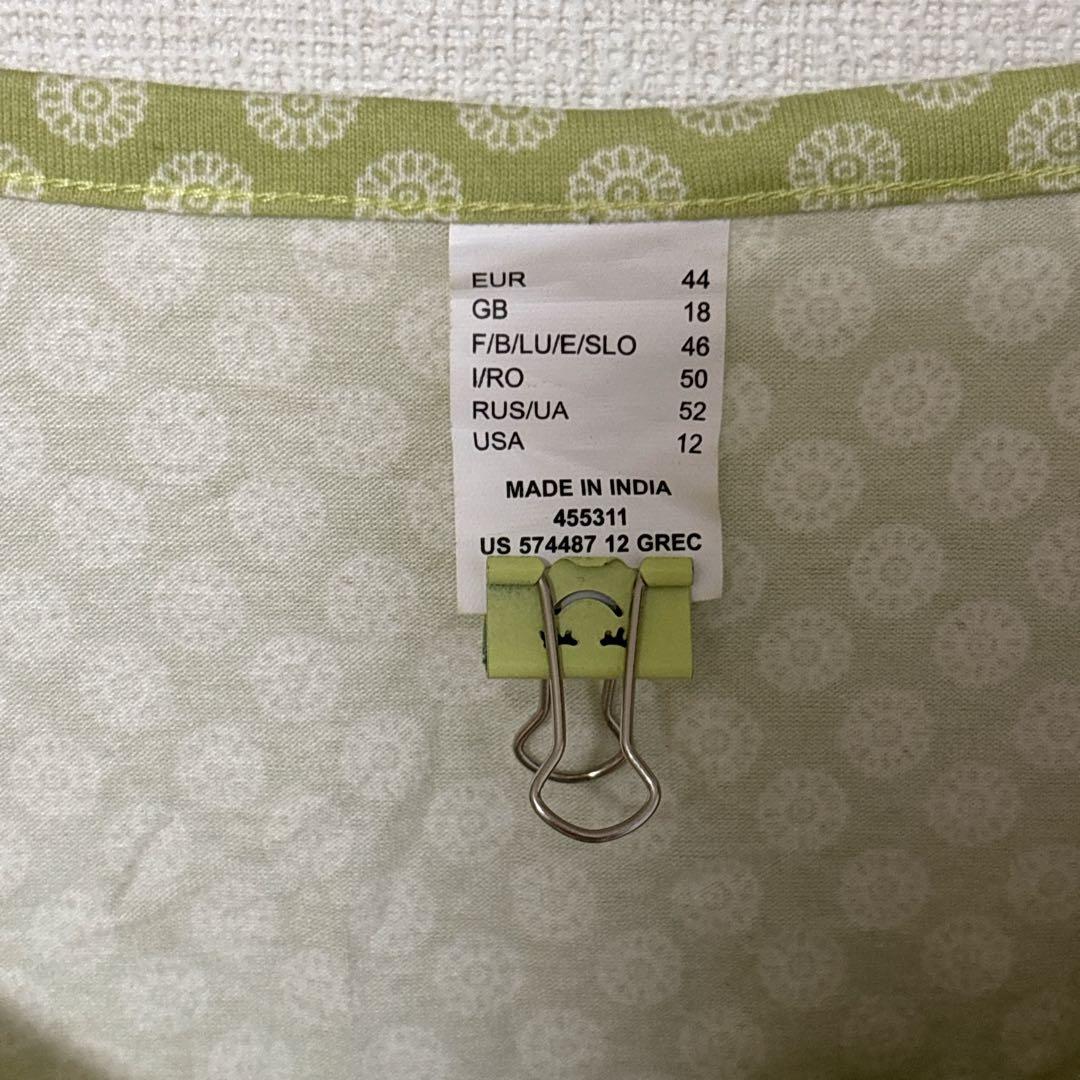 EUR 44
GB 18
F/B/LU/E/SLO 46
I/RO 50
RUS/UA 52
USA 12
MADE IN INDIA
455311
US 574487 12 GREC